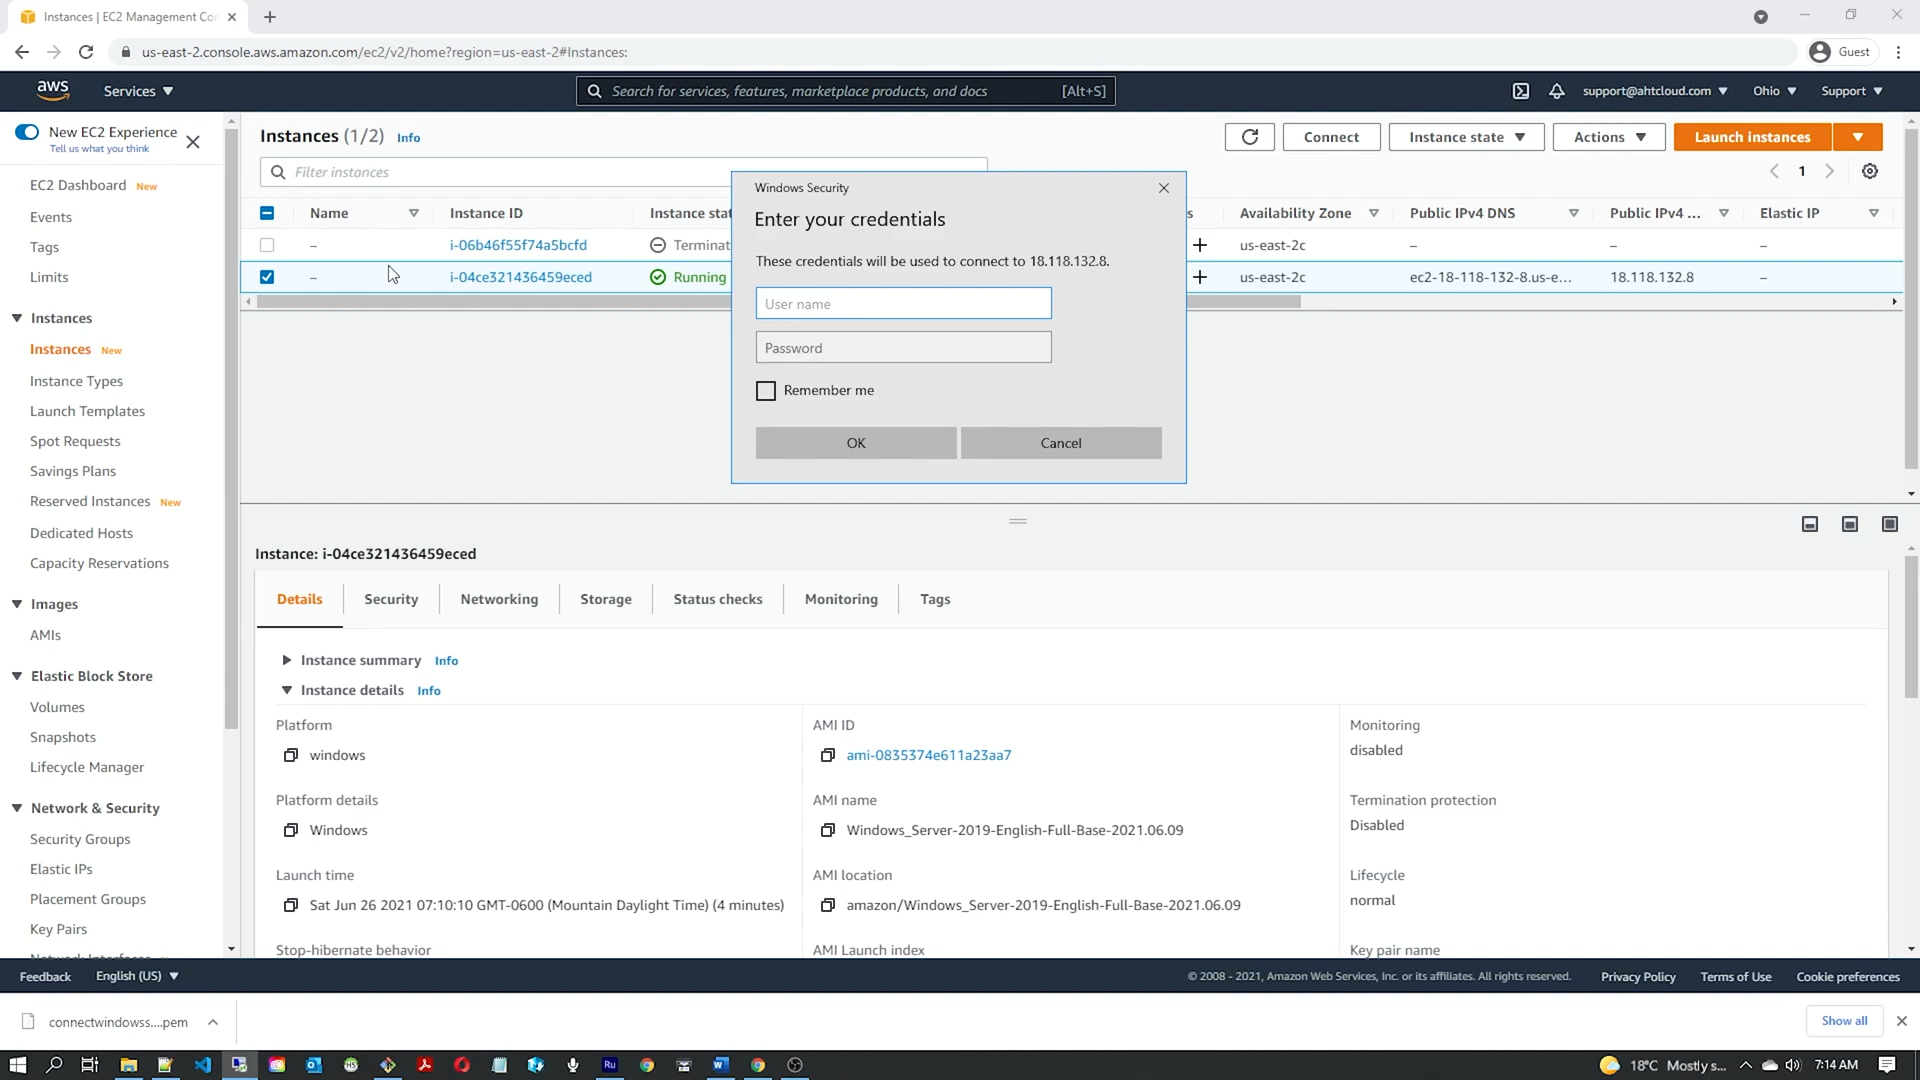 Instances | EC2 Management Co
us-east-2.console.aws.amazon.com/ec2/v2/home?region=us-east-2#Instances:
Guest
aws
Services
Search for services, features, marketplace products, and docs
[Alt+S]
support@ahtcloud.com
Ohio
Support
New EC2 Experience
Tell us what you think
EC2 Dashboard New
Events
Tags
Limits
Instances
Instances New
Instance Types
Launch Templates
Spot Requests
Savings Plans
Reserved Instances New
Dedicated Hosts
Capacity Reservations
Images
AMIs
Elastic Block Store
Volumes
Snapshots
Lifecycle Manager
Network & Security
Security Groups
Elastic IPs
Placement Groups
Key Pairs
Instances (1/2) Info
Connect
Instance state
Actions
Launch instances
Filter instances
1
Name
Instance ID
Instance stat
s
Availability Zone
Public IPv4 DNS
Public IPv4 ...
Elastic IP
– i-06b46f55f74a5bcfd Terminat + us-east-2c – – –
– i-04ce321436459eced Running + us-east-2c ec2-18-118-132-8.us-e... 18.118.132.8 –
Windows Security
Enter your credentials
These credentials will be used to connect to 18.118.132.8.
User name
Password
Remember me
OK
Cancel
Instance: i-04ce321436459eced
Details
Security
Networking
Storage
Status checks
Monitoring
Tags
Instance summary Info
Instance details Info
Platform
windows
AMI ID
ami-0835374e611a23aa7
Monitoring
disabled
Platform details
Windows
AMI name
Windows_Server-2019-English-Full-Base-2021.06.09
Termination protection
Disabled
Launch time
Sat Jun 26 2021 07:10:10 GMT-0600 (Mountain Daylight Time) (4 minutes)
AMI location
amazon/Windows_Server-2019-English-Full-Base-2021.06.09
Lifecycle
normal
Stop-hibernate behavior
AMI Launch index
Key pair name
Feedback
English (US)
© 2008 - 2021, Amazon Web Services, Inc. or its affiliates. All rights reserved.
Privacy Policy
Terms of Use
Cookie preferences
connectwindowss....pem
Show all
Ru
18°C Mostly s...
7:14 AM